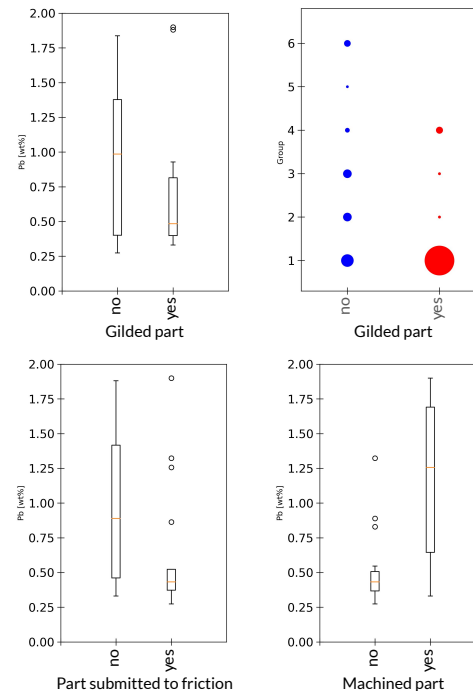 2.00
1.75
1.50
1.25
1.00
0.75
0.50
0.25
0.00
Pb [wt%]
no
yes
Gilded part
6
5
4
3
2
1
Group
no
yes
Gilded part
2.00
1.75
1.50
1.25
1.00
0.75
0.50
0.25
0.00
Pb [wt%]
no
yes
Part submitted to friction
2.00
1.75
1.50
1.25
1.00
0.75
0.50
0.25
0.00
Pb [wt%]
no
yes
Machined part